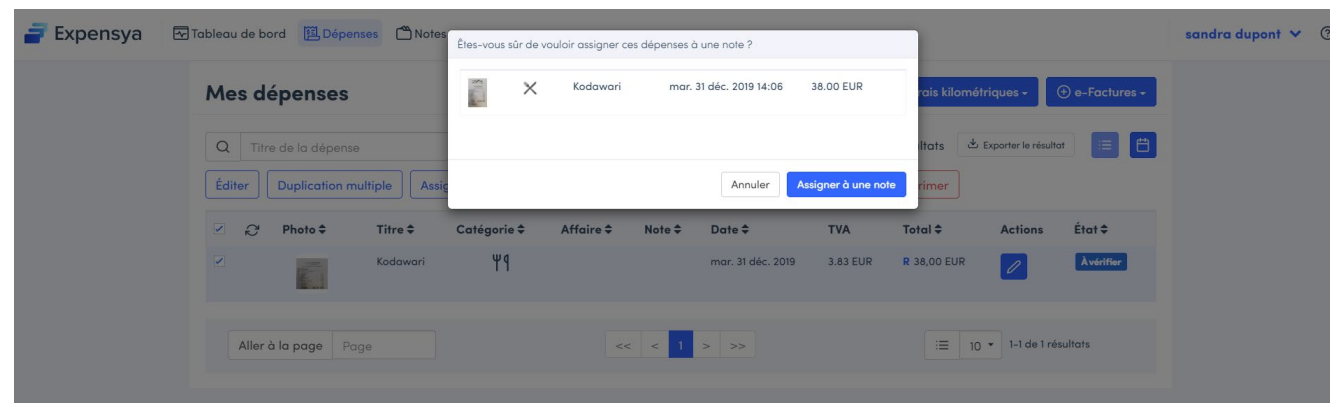 Expensya Tableau de bord Dépenses Notes sandra dupont
Êtes-vous sûr de vouloir assigner ces dépenses à une note ?
Kodawari mar. 31 déc. 2019 14:06 38.00 EUR
Annuler Assigner à une note
Mes dépenses rais kilométriques e-Factures
Titre de la dépense ltats Exporter le résultat
Éditer Duplication multiple Assig rimer
Photo Titre Catégorie Affaire Note Date TVA Total Actions État
Kodawari mar. 31 déc. 2019 3.83 EUR R 38,00 EUR À vérifier
Aller à la page Page << < 1 > >> 10 1-1 de 1 résultats